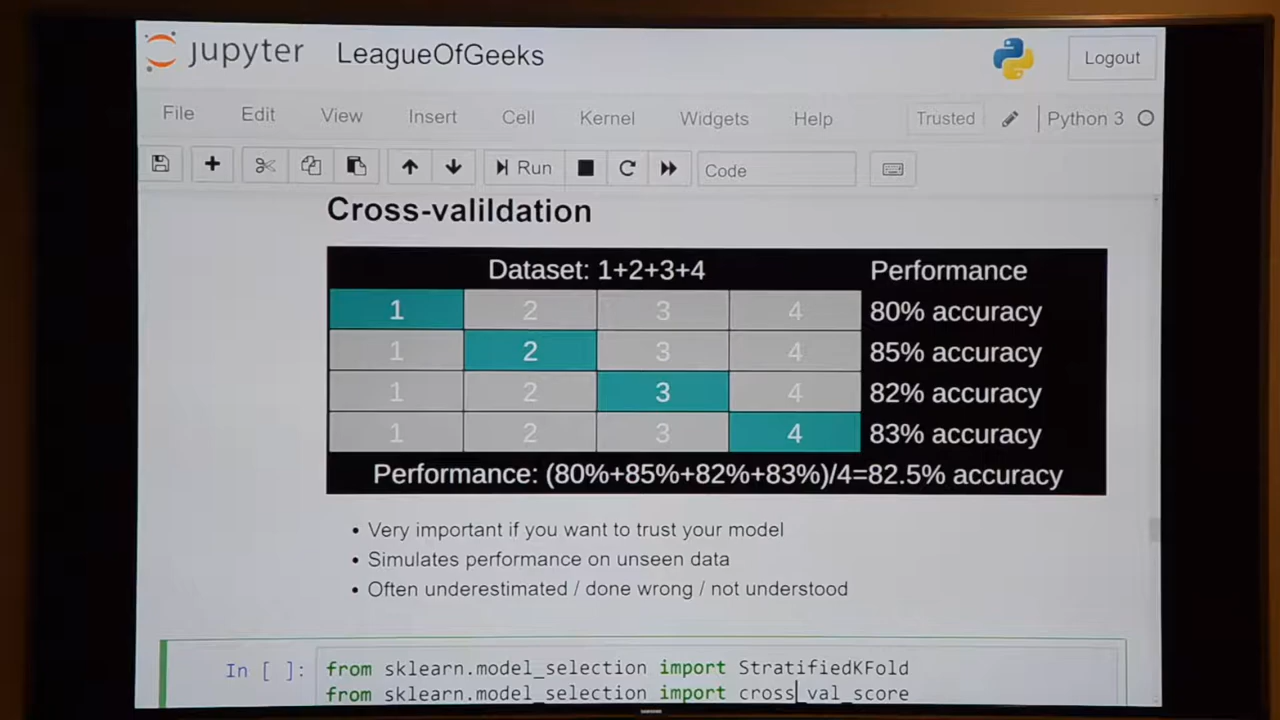 jupyter LeagueOfGeeks Logout
File Edit View Insert Cell Kernel Widgets Help Trusted Python 3
Run Code
Cross-valildation
Dataset: 1+2+3+4 Performance
1 2 3 4 80% accuracy
1 2 3 4 85% accuracy
1 2 3 4 82% accuracy
1 2 3 4 83% accuracy
Performance: (80%+85%+82%+83%)/4=82.5% accuracy
• Very important if you want to trust your model
• Simulates performance on unseen data
• Often underestimated / done wrong / not understood
In [ ]: from sklearn.model_selection import StratifiedKFold
from sklearn.model_selection import cross_val_score